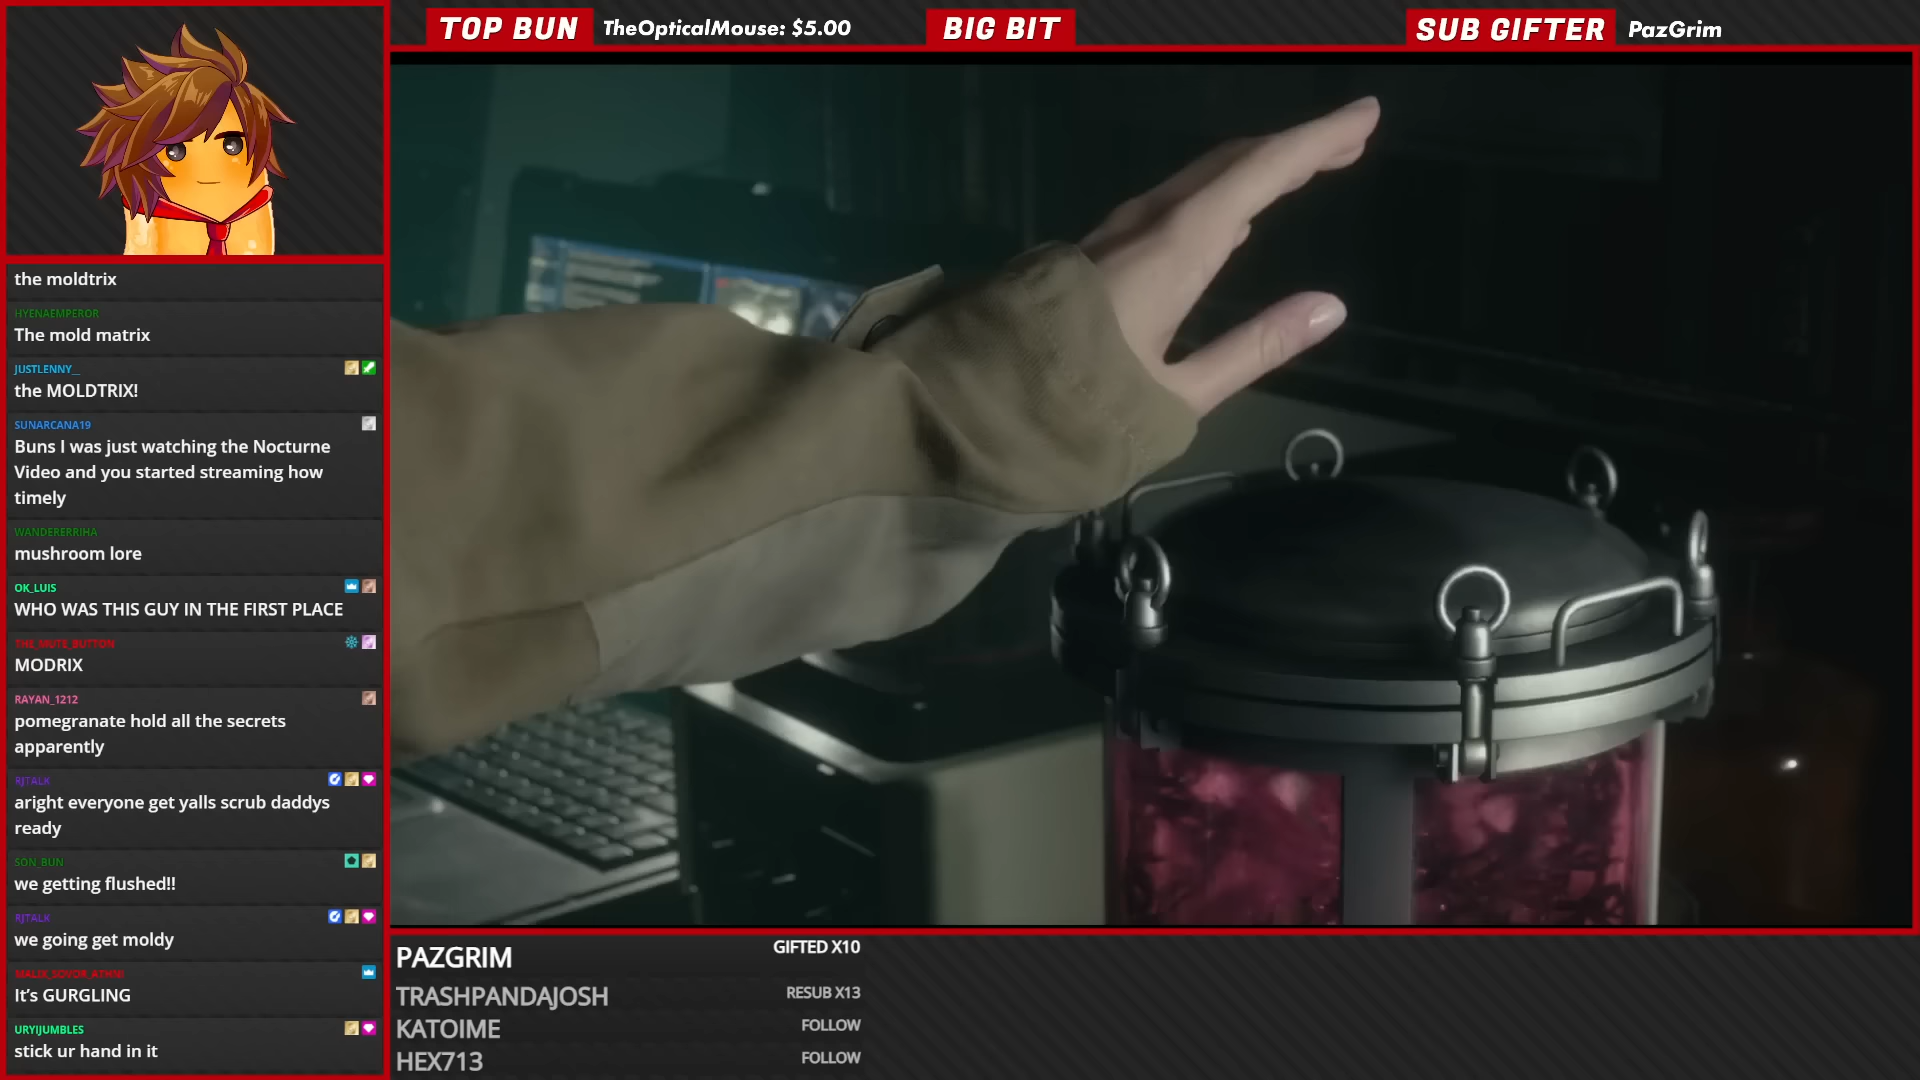 TOP BUN TheOpticalMouse: $5.00 BIG BIT SUB GIFTER PazGrim
the moldtrix
HYENAEMPEROR
The mold matrix
JUSTLENNY_
the MOLDTRIX!
SUNARCANA19
Buns I was just watching the Nocturne
Video and you started streaming how
timely
WANDERERRIHA
mushroom lore
OK_LUIS
WHO WAS THIS GUY IN THE FIRST PLACE
THE_MUTE_BUTTON
MODRIX
RAYAN_1212
pomegranate hold all the secrets
apparently
RJTALK
aright everyone get yalls scrub daddys
ready
SON_BUN
we getting flushed!!
RJTALK
we going get moldy
MALIX_SOVOR_ATHNI
It's GURGLING
URYIJUMBLES
stick ur hand in it
PAZGRIM GIFTED X10
TRASHPANDAJOSH RESUB X13
KATOIME FOLLOW
HEX713 FOLLOW